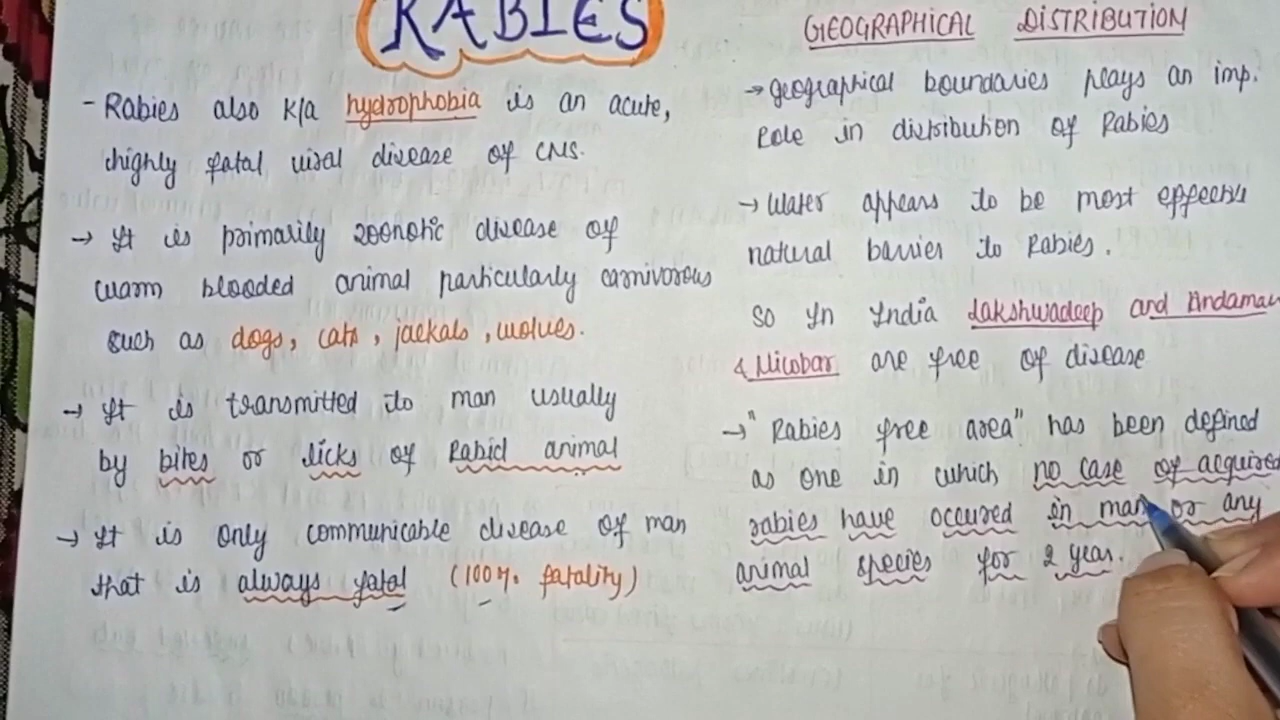 RABIES
- Rabies also k/a hydrophobia is an acute,
highly fatal viral disease of CNS.
→ It is primarily zoonotic disease of
warm blooded animal particularly carnivorous
such as dogs, cats, jackals, wolves.
→ It is transmitted to man usually
by bites or licks of Rabid animal
→ It is only communicable disease of man
that is always fatal (100% fatality)
GEOGRAPHICAL DISTRIBUTION
→ geographical boundaries plays an imp.
Role in distribution of Rabies
→ Water appears to be most effective
natural barrier to Rabies.
So In India Lakshwadeep and Andaman
& Nicobar are free of disease
→ "Rabies free area" has been defined
as one in which no case of acquired
rabies have occured in man or any
animal species for 2 year.